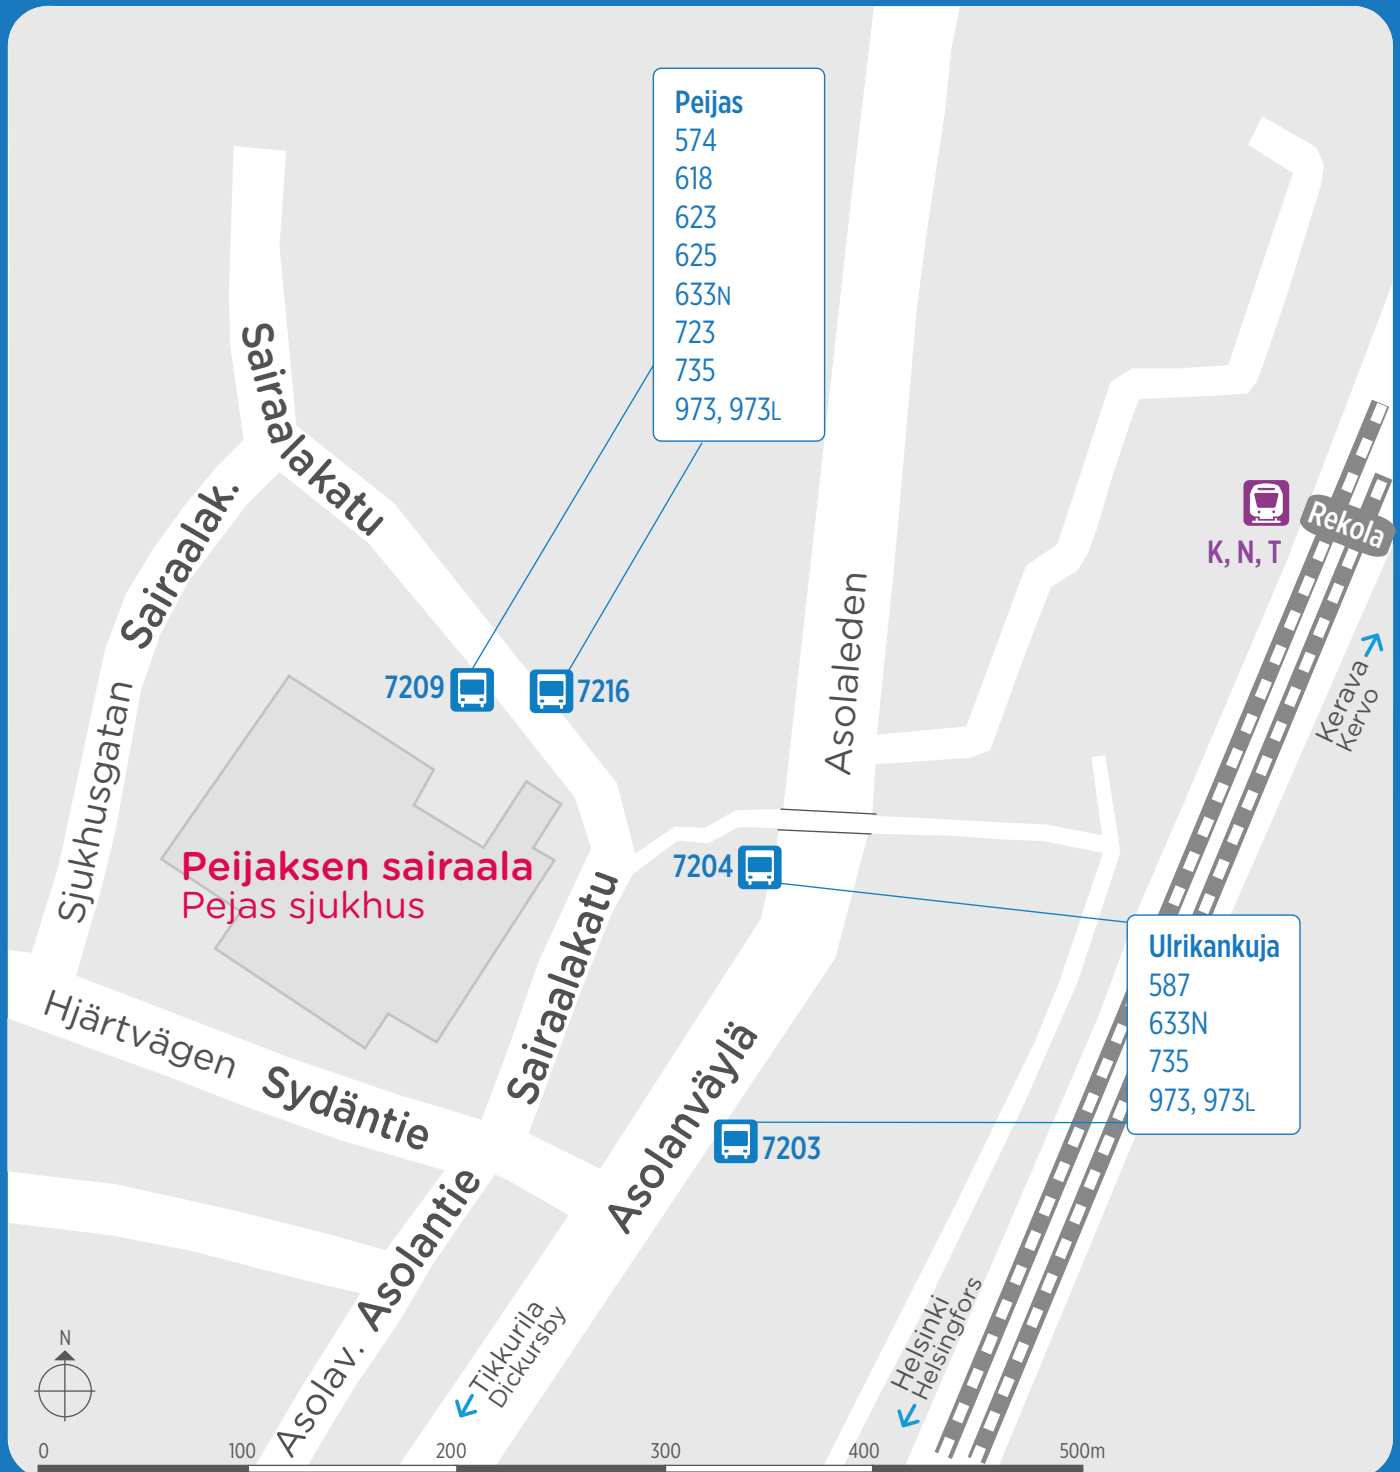 Peijas
574
618
623
625
633N
723
735
973, 973L
Sairaalakatu
Sairaalak.
Sjukhusgatan
7209
7216
Asolaleden
K, N, T
Rekola
Kerava
Kervo
Peijaksen sairaala
Pejas sjukhus
7204
Sairaalakatu
Ulrikankuja
587
633N
735
973, 973L
Hjärtvägen Sydäntie
Asolanväylä
7203
Asolav. Asolantie
Tikkurila
Dickursby
Helsinki
Helsingfors
N
0 100 200 300 400 500m